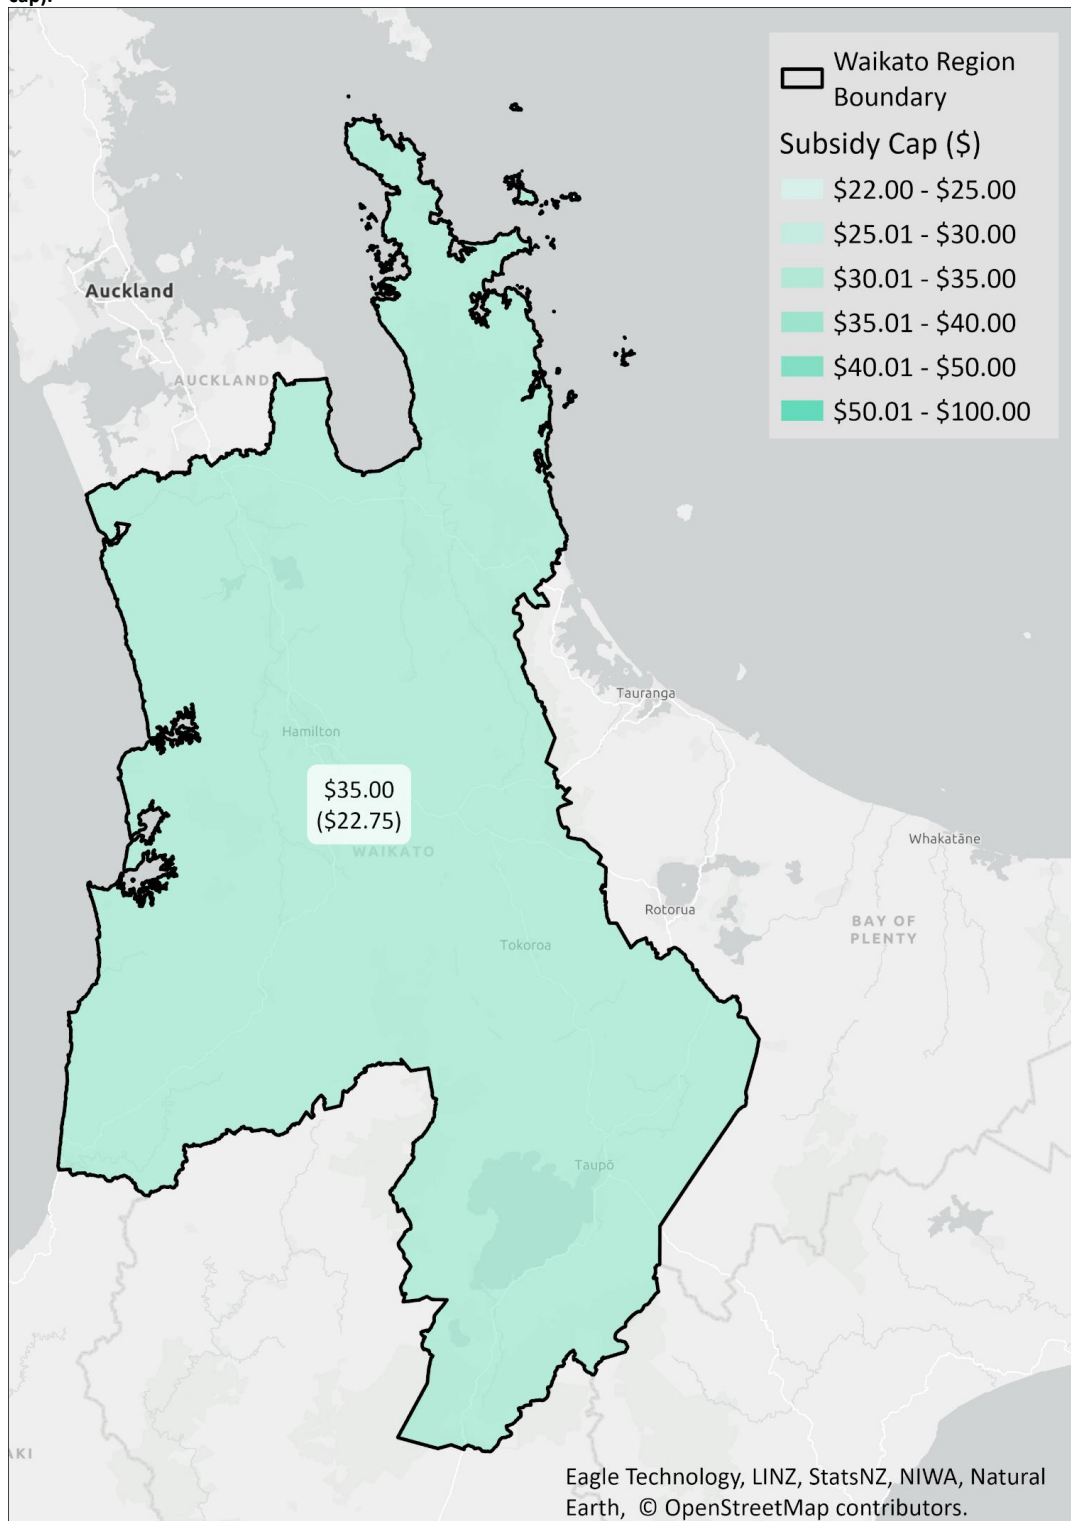 cap).
Waikato Region
Boundary
Subsidy Cap ($)
$22.00 - $25.00
$25.01 - $30.00
$30.01 - $35.00
$35.01 - $40.00
$40.01 - $50.00
$50.01 - $100.00
Auckland
AUCKLAND
Tauranga
Hamilton
$35.00
($22.75)
WAIKATO
Whakatāne
Rotorua
BAY OF
PLENTY
Tokoroa
Taupō
AKI
Eagle Technology, LINZ, StatsNZ, NIWA, Natural
Earth, © OpenStreetMap contributors.